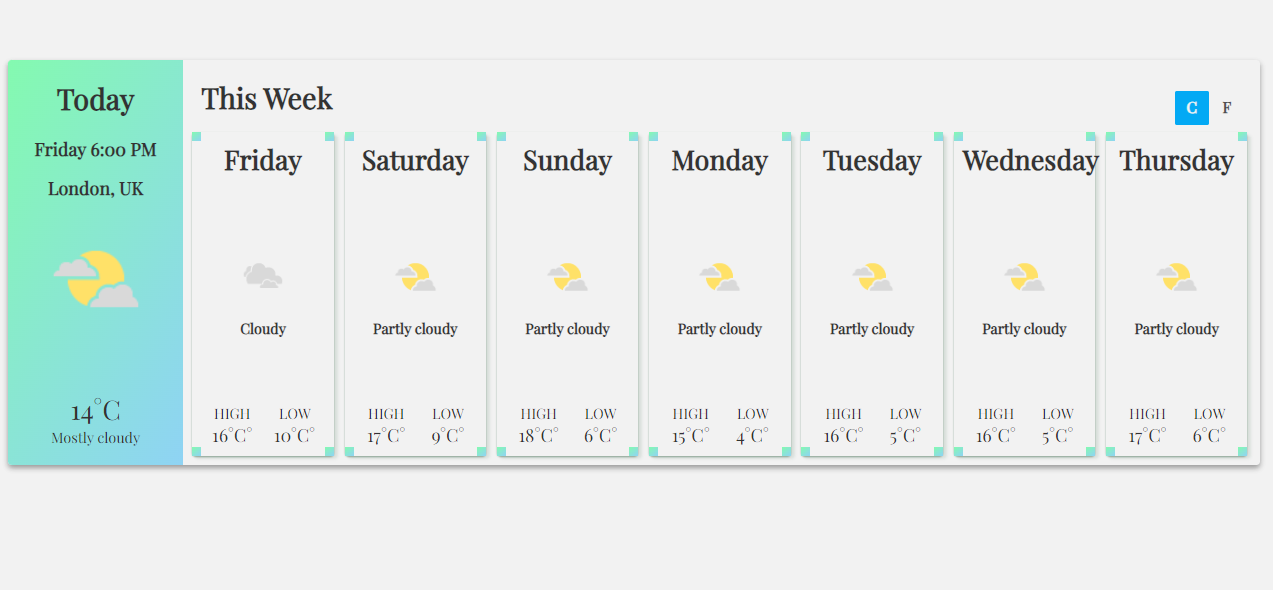 Today
Friday 6:00 PM
London, UK
14°C
Mostly cloudy
This Week
C F
Friday
Cloudy
HIGH LOW
16°C° 10°C°
Saturday
Partly cloudy
HIGH LOW
17°C° 9°C°
Sunday
Partly cloudy
HIGH LOW
18°C° 6°C°
Monday
Partly cloudy
HIGH LOW
15°C° 4°C°
Tuesday
Partly cloudy
HIGH LOW
16°C° 5°C°
Wednesday
Partly cloudy
HIGH LOW
16°C° 5°C°
Thursday
Partly cloudy
HIGH LOW
17°C° 6°C°